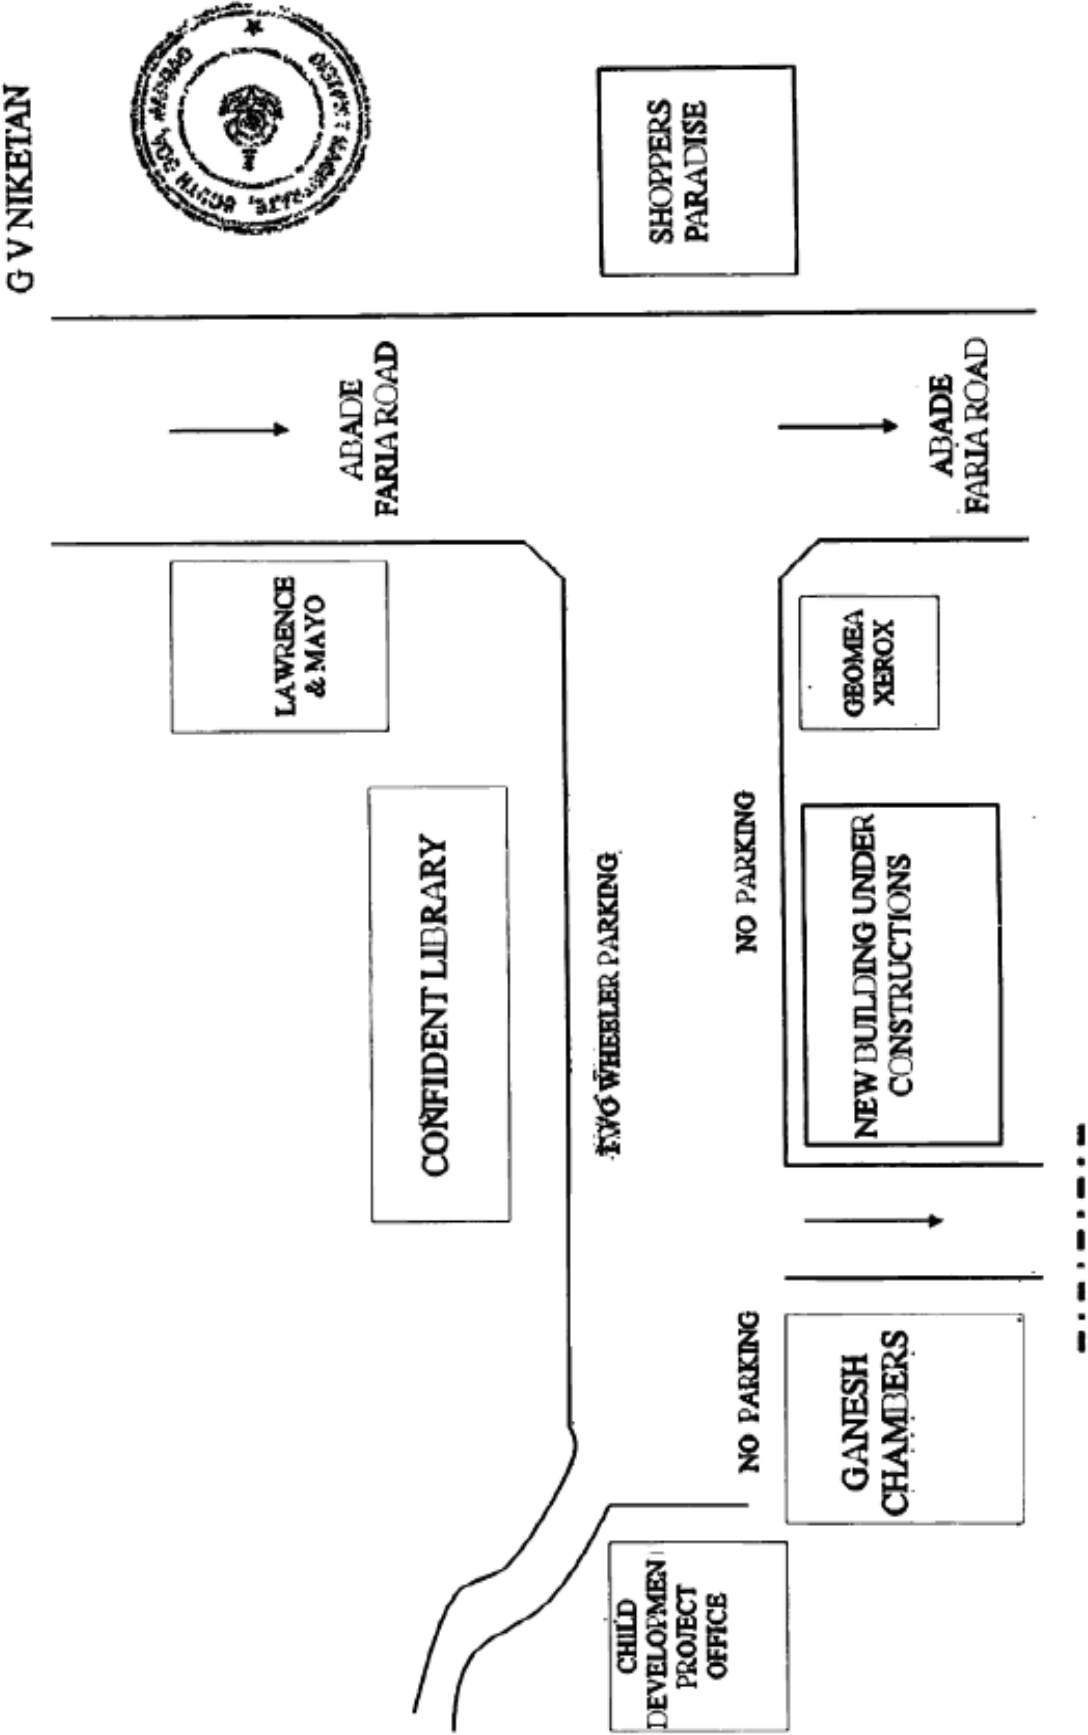 G V NIKETAN
SHOPPERS
PARADISE
ABADE
FARIA ROAD
ABADE
FARIA ROAD
LAWRENCE
& MAYO
GEOMEA
XEROX
CONFIDENT LIBRARY
TWO WHEELER PARKING
NO PARKING
NEW BUILDING UNDER
CONSTRUCTIONS
NO PARKING
GANESH
CHAMBERS
CHILD
DEVELOPMEN
PROJECT
OFFICE